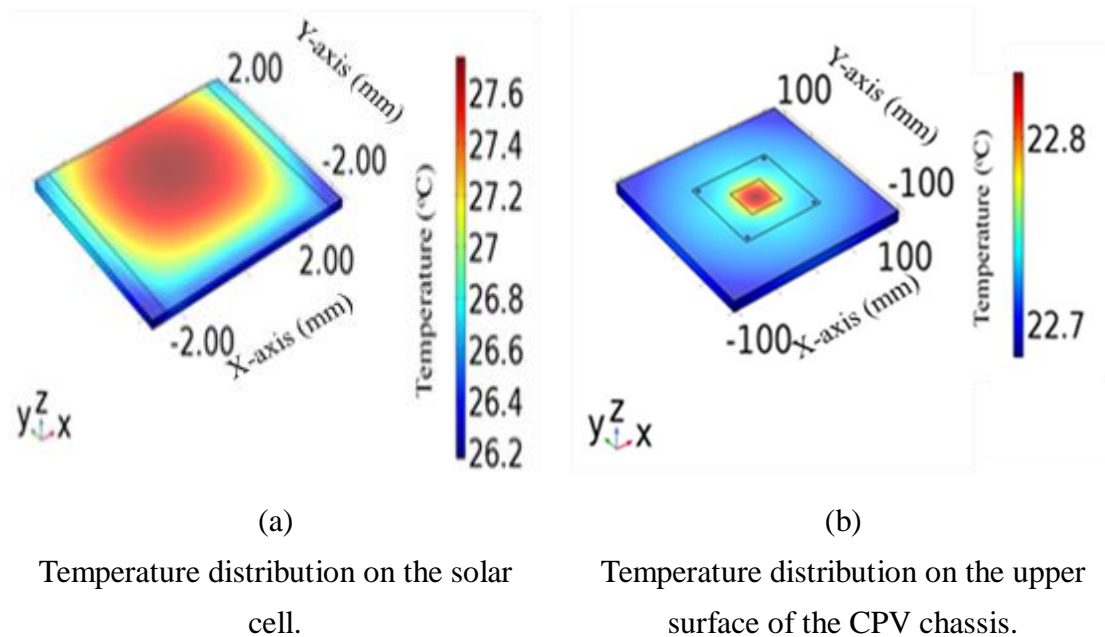 Y-axis (mm)
2.00
-2.00
2.00
-2.00
X-axis (mm)
y z x
Temperature (°C)
27.6
27.4
27.2
27
26.8
26.6
26.4
26.2
Y-axis (mm)
100
-100
100
-100
X-axis (mm)
y z x
Temperature (°C)
22.8
22.7
(a)
Temperature distribution on the solar
cell.
(b)
Temperature distribution on the upper
surface of the CPV chassis.